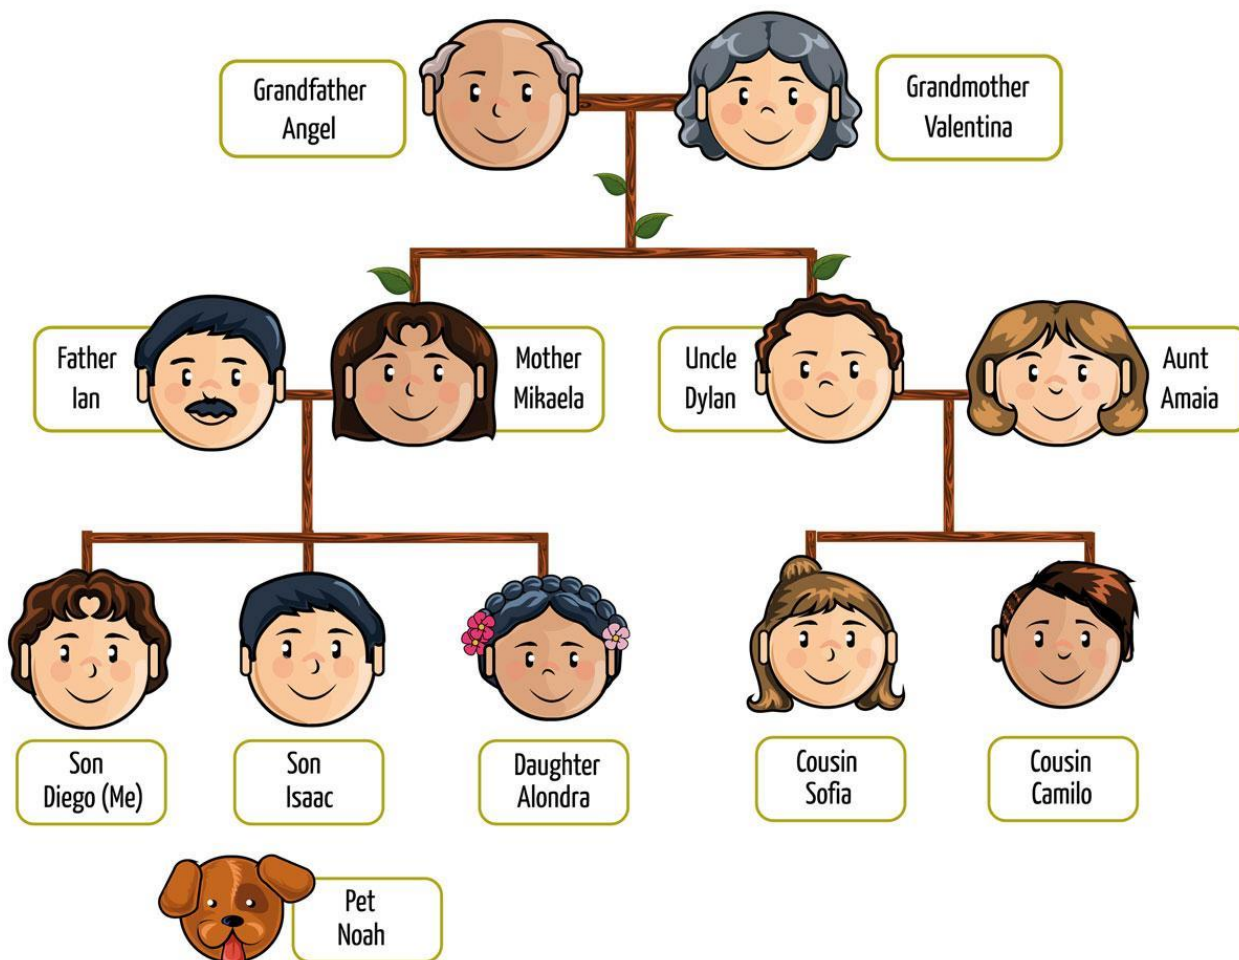 Grandfather
Angel
Grandmother
Valentina
Father
Ian
Mother
Mikaela
Uncle
Dylan
Aunt
Amaia
Son
Diego (Me)
Son
Isaac
Daughter
Alondra
Cousin
Sofia
Cousin
Camilo
Pet
Noah